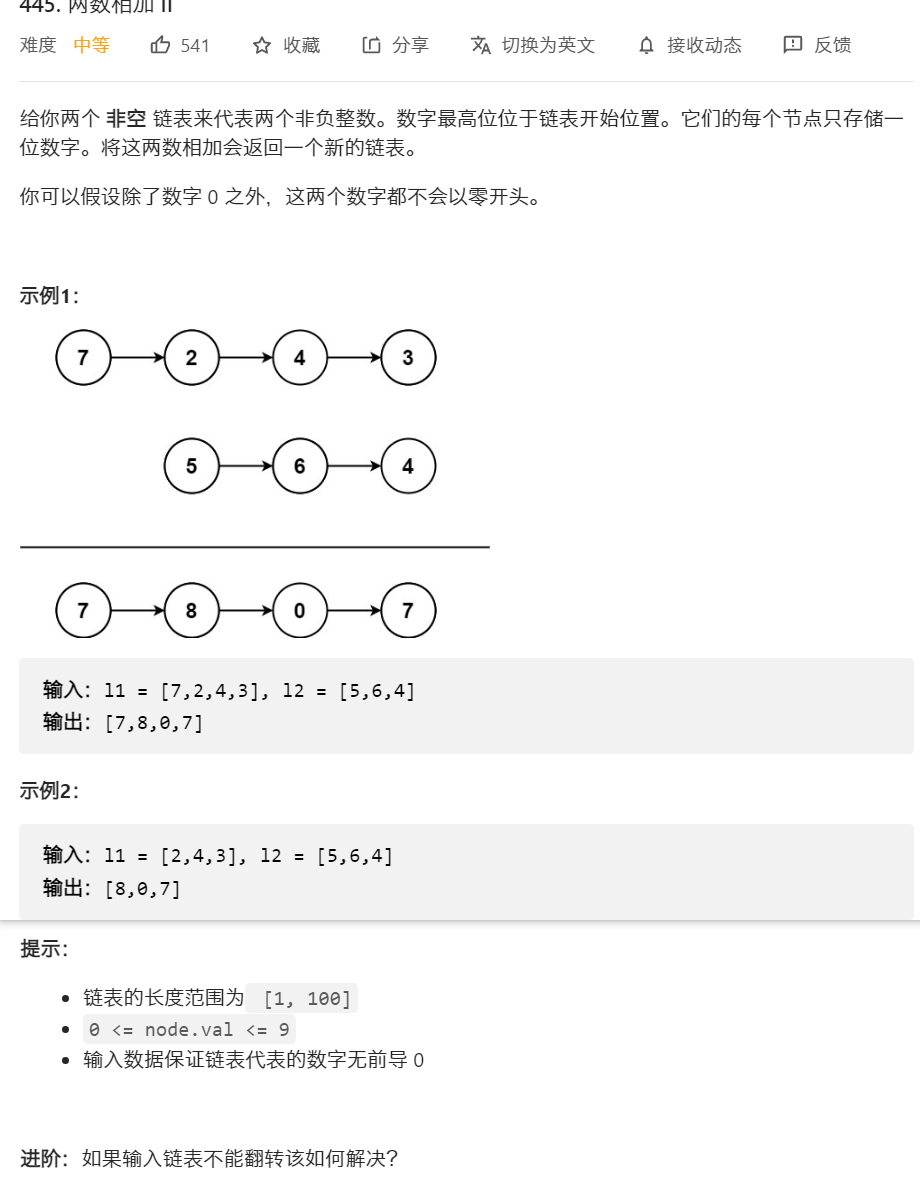 445. 两数相加 II
难度 中等 541 收藏 分享 切换为英文 接收动态 反馈
给你两个 非空 链表来代表两个非负整数。数字最高位位于链表开始位置。它们的每个节点只存储一
位数字。将这两数相加会返回一个新的链表。
你可以假设除了数字 0 之外，这两个数字都不会以零开头。
示例1：
7 2 4 3
5 6 4
7 8 0 7
输入：l1 = [7,2,4,3], l2 = [5,6,4]
输出：[7,8,0,7]
示例2：
输入：l1 = [2,4,3], l2 = [5,6,4]
输出：[8,0,7]
提示：
链表的长度范围为 [1, 100]
0 <= node.val <= 9
输入数据保证链表代表的数字无前导 0
进阶：如果输入链表不能翻转该如何解决？